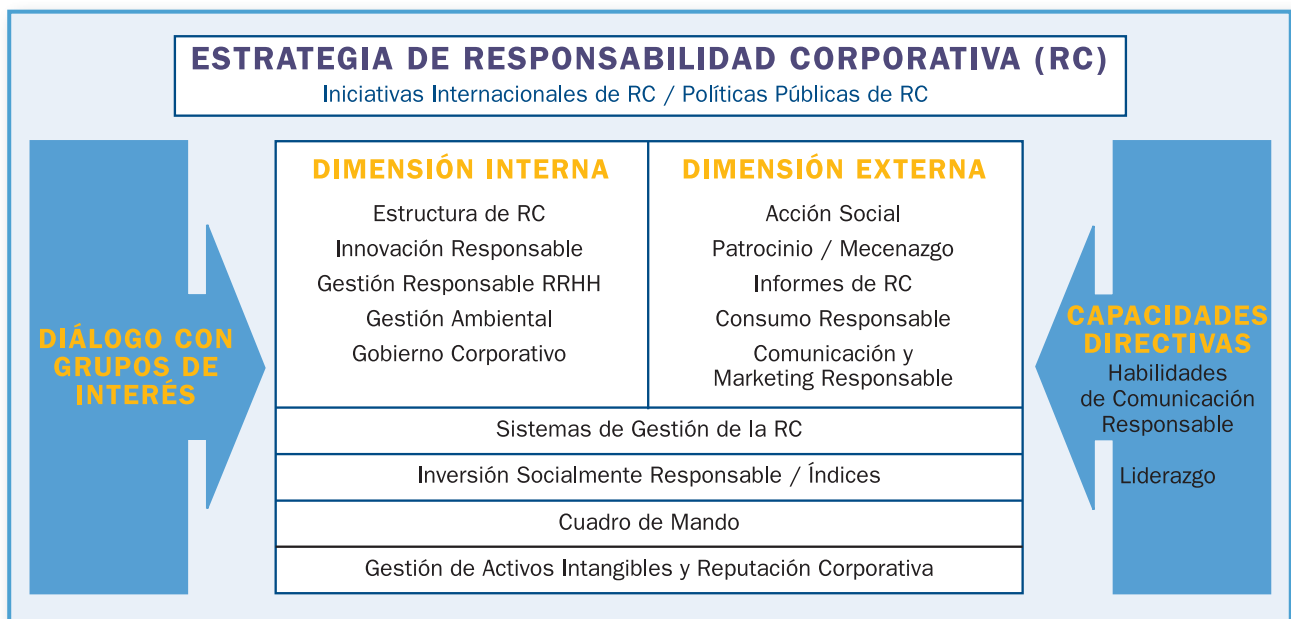 ESTRATEGIA DE RESPONSABILIDAD CORPORATIVA (RC)
Iniciativas Internacionales de RC / Políticas Públicas de RC
DIÁLOGO CON
GRUPOS DE
INTERÉS
DIMENSIÓN INTERNA
Estructura de RC
Innovación Responsable
Gestión Responsable RRHH
Gestión Ambiental
Gobierno Corporativo
DIMENSIÓN EXTERNA
Acción Social
Patrocinio / Mecenazgo
Informes de RC
Consumo Responsable
Comunicación y
Marketing Responsable
Sistemas de Gestión de la RC
Inversión Socialmente Responsable / Índices
Cuadro de Mando
Gestión de Activos Intangibles y Reputación Corporativa
CAPACIDADES
DIRECTIVAS
Habilidades
de Comunicación
Responsable
Liderazgo